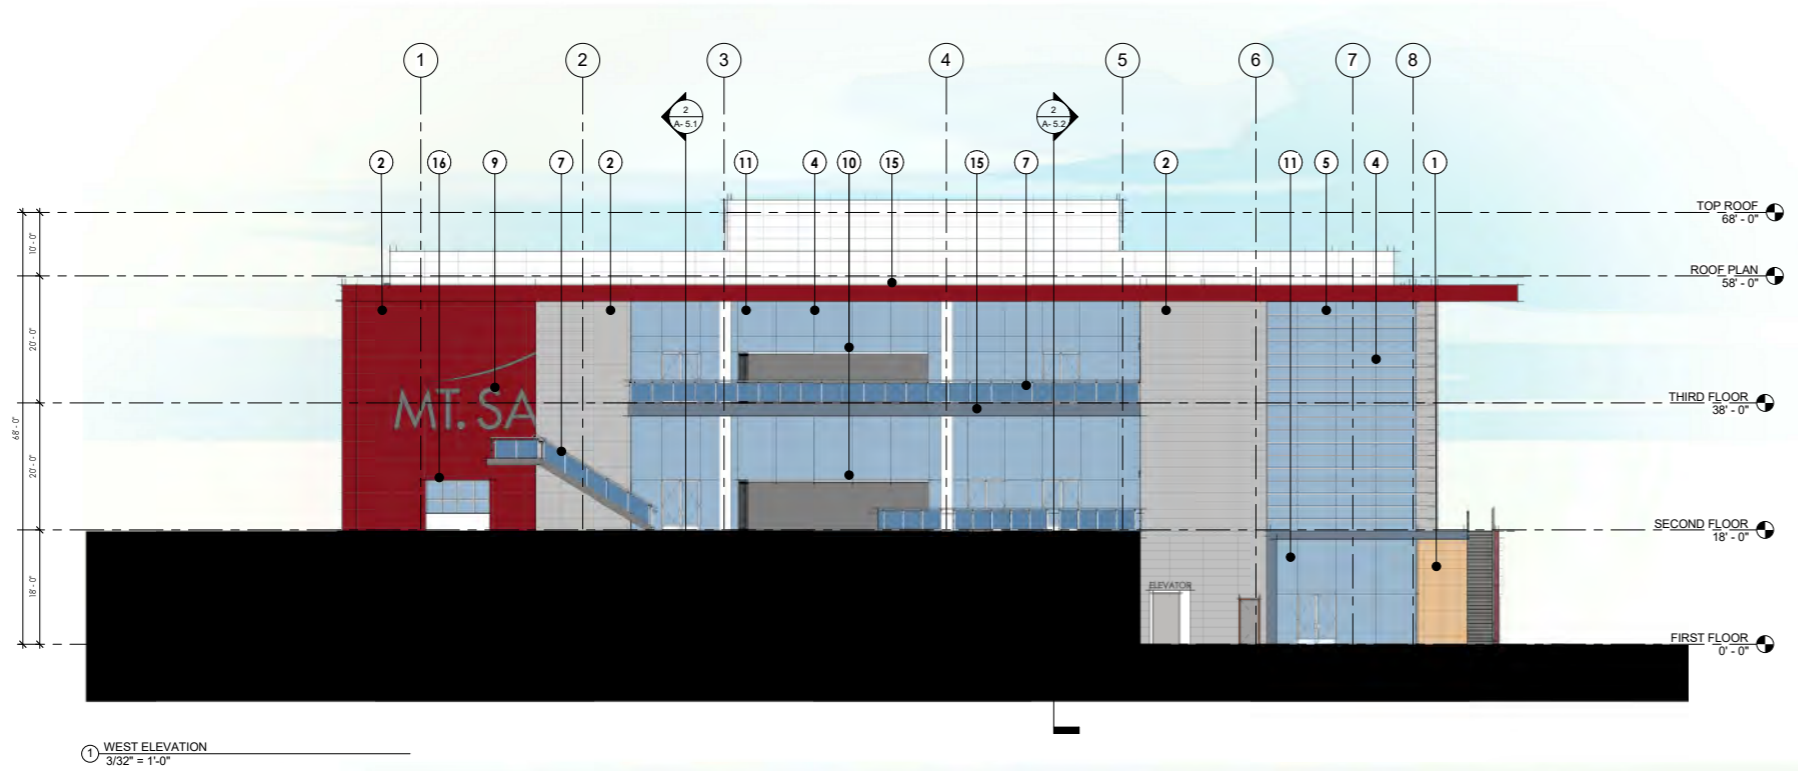 1 2 3 4 5 6 7 8
2
A- 5.1
2
A- 5.2
2 16 9 7 2 11 4 10 15 15 7 2 11 5 4 1
TOP ROOF
68' - 0"
ROOF PLAN
58' - 0"
THIRD FLOOR
38' - 0"
SECOND FLOOR
18' - 0"
FIRST FLOOR
0' - 0"
10' - 0"
20' - 0"
68' - 0"
20' - 0"
18' - 0"
MT. SA
ELEVATOR
1 WEST ELEVATION
3/32" = 1'-0"